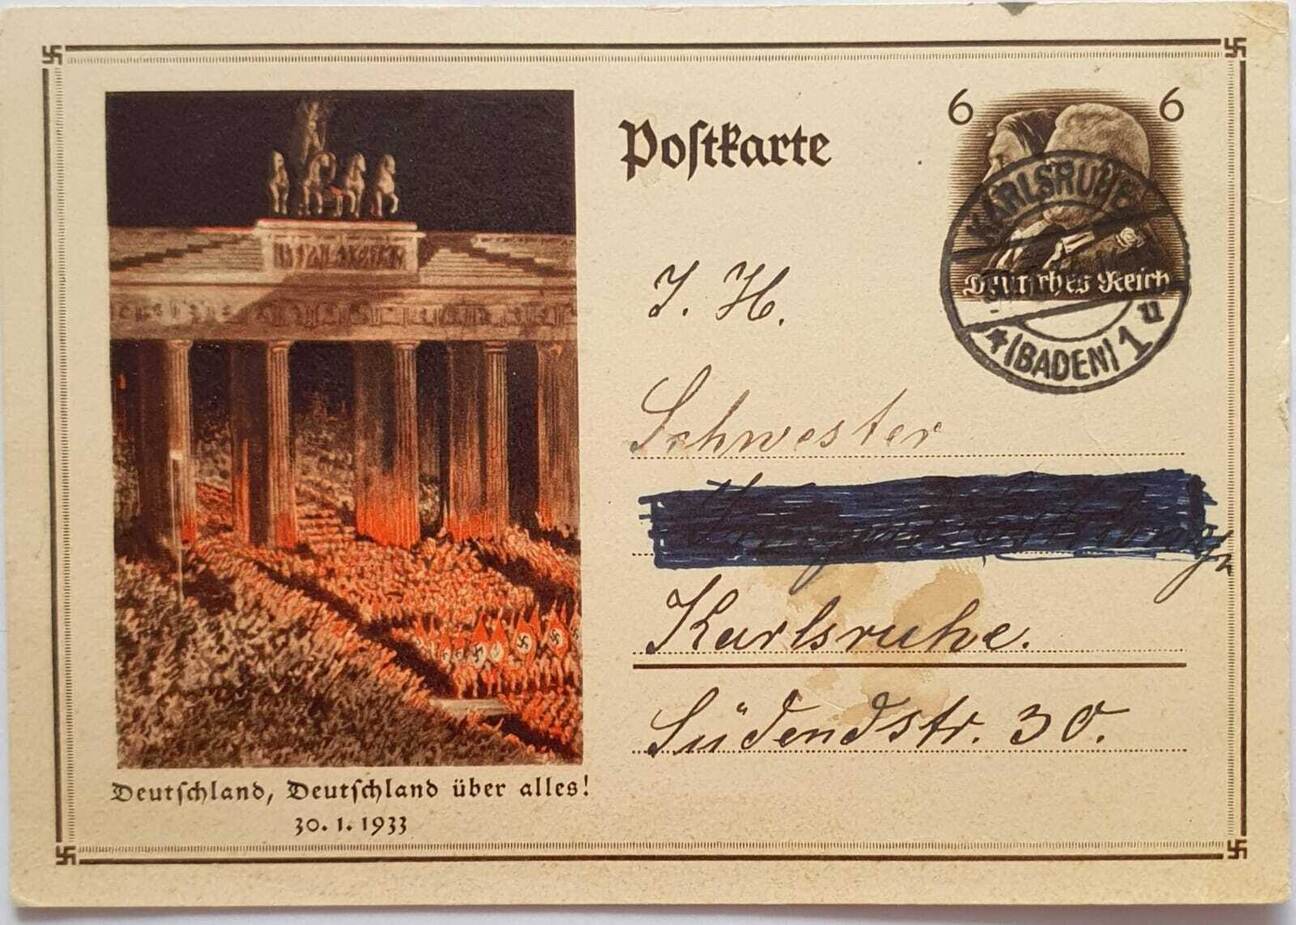 Postkarte
6 6
Deutsches Reich
KARLSRUHE
(BADEN) 1
u
J. H.
Schwester
Karlsruhe.
Südendstr. 30.
Deutschland, Deutschland über alles!
30. 1. 1933